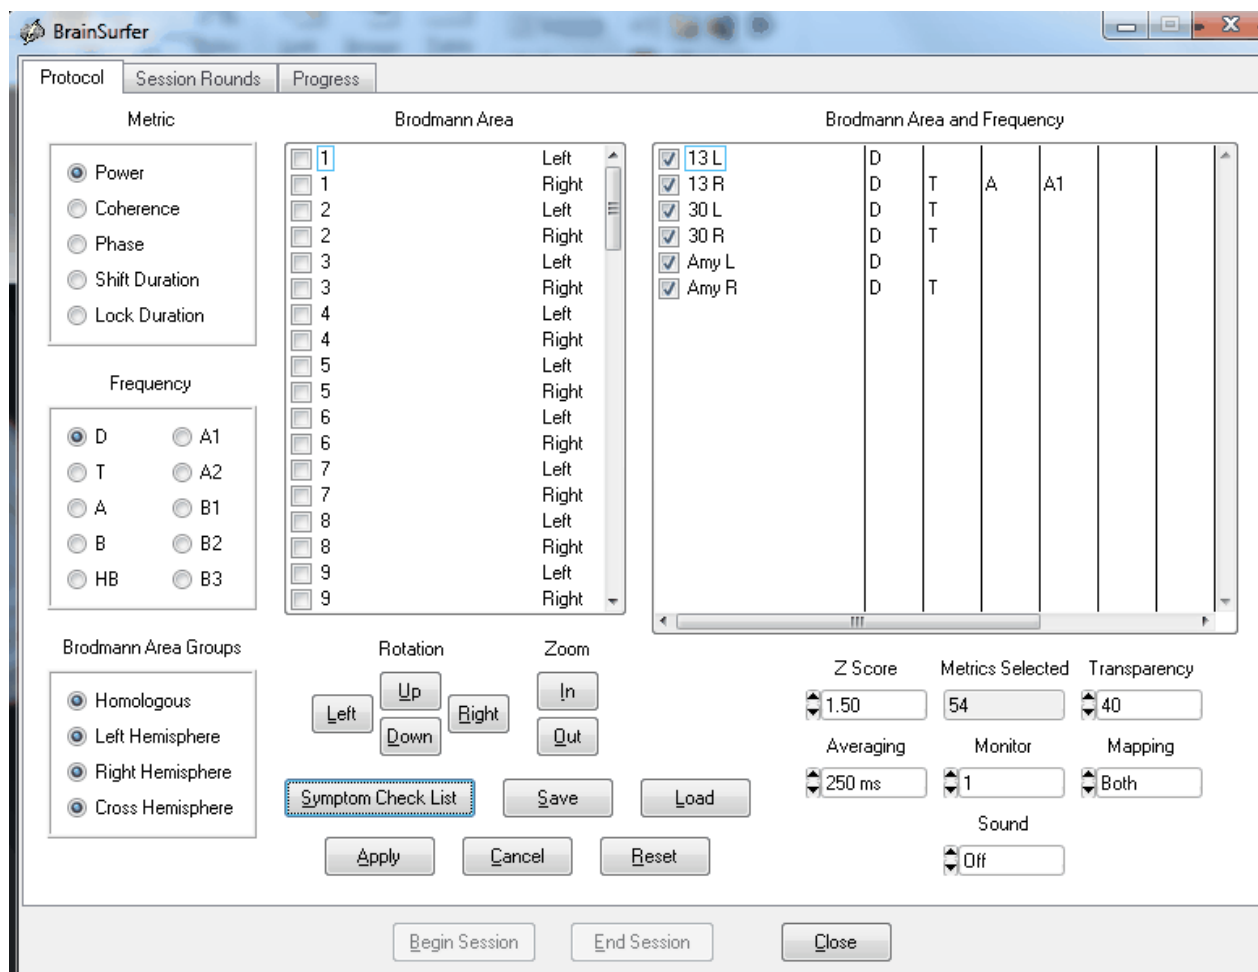 BrainSurfer
Protocol Session Rounds Progress
Metric
Power
Coherence
Phase
Shift Duration
Lock Duration
Frequency
D A1
T A2
A B1
B B2
HB B3
Brodmann Area Groups
Homologous
Left Hemisphere
Right Hemisphere
Cross Hemisphere
Brodmann Area
1 Left
1 Right
2 Left
2 Right
3 Left
3 Right
4 Left
4 Right
5 Left
5 Right
6 Left
6 Right
7 Left
7 Right
8 Left
8 Right
9 Left
9 Right
Brodmann Area and Frequency
13 L D
13 R D T A A1
30 L D T
30 R D T
Amy L D
Amy R D T
Rotation
Up
Left Right
Down
Zoom
In
Out
Symptom Check List Save Load
Apply Cancel Reset
Z Score Metrics Selected Transparency
1.50 54 40
Averaging Monitor Mapping
250 ms 1 Both
Sound
Off
Begin Session End Session Close